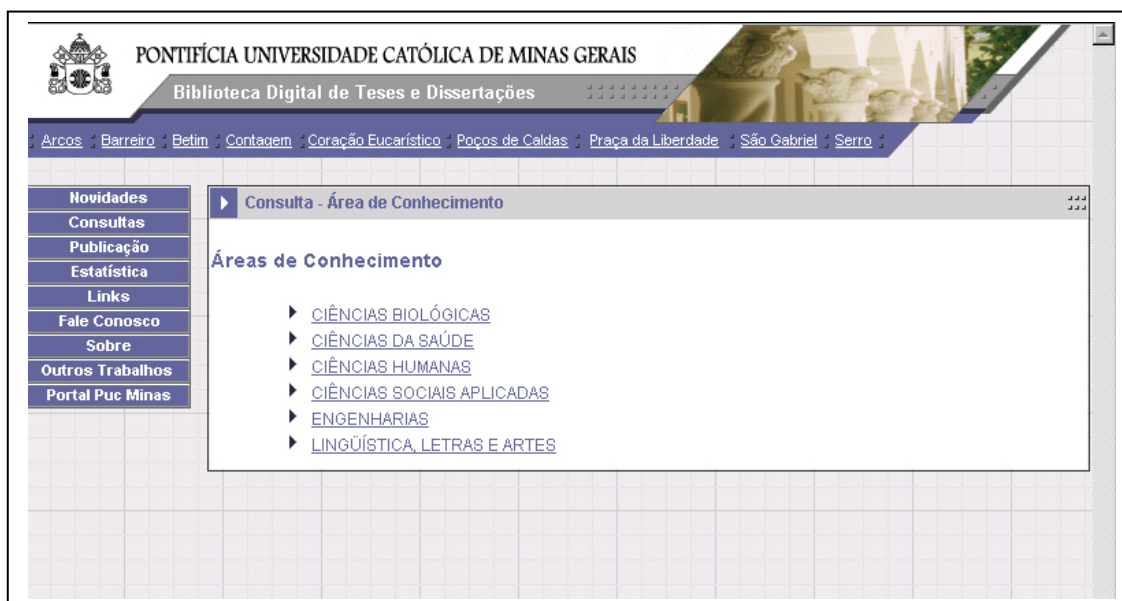 PONTIFÍCIA UNIVERSIDADE CATÓLICA DE MINAS GERAIS
Biblioteca Digital de Teses e Dissertações
Arcos Barreiro Betim Contagem Coração Eucarístico Poços de Caldas Praça da Liberdade São Gabriel Serro
Novidades
Consultas
Publicação
Estatística
Links
Fale Conosco
Sobre
Outros Trabalhos
Portal Puc Minas
Consulta - Área de Conhecimento
Áreas de Conhecimento
CIÊNCIAS BIOLÓGICAS
CIÊNCIAS DA SAÚDE
CIÊNCIAS HUMANAS
CIÊNCIAS SOCIAIS APLICADAS
ENGENHARIAS
LINGÜÍSTICA, LETRAS E ARTES